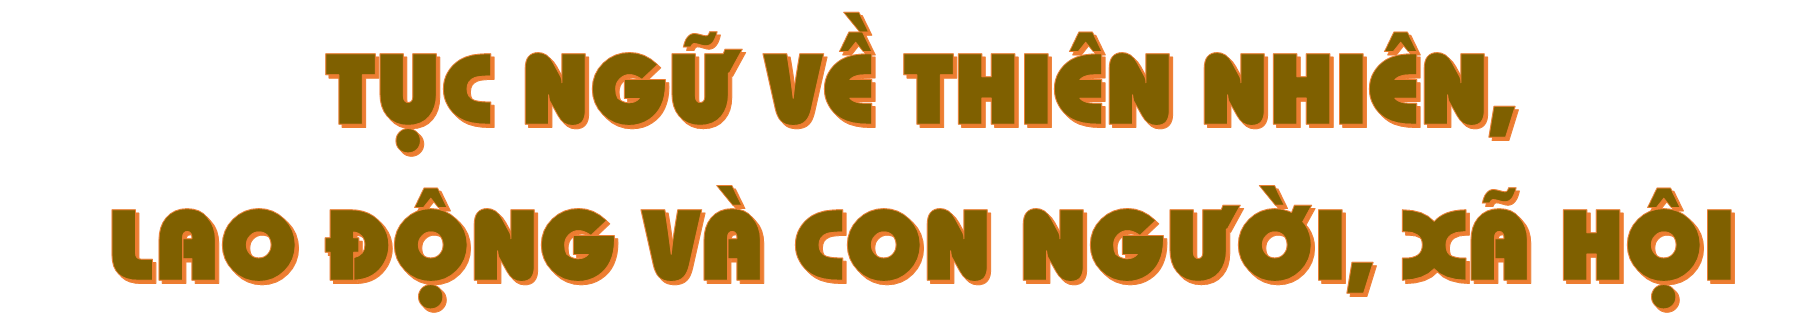 TỤC NGỮ VỀ THIÊN NHIÊN,
LAO ĐỘNG VÀ CON NGƯỜI, XÃ HỘI